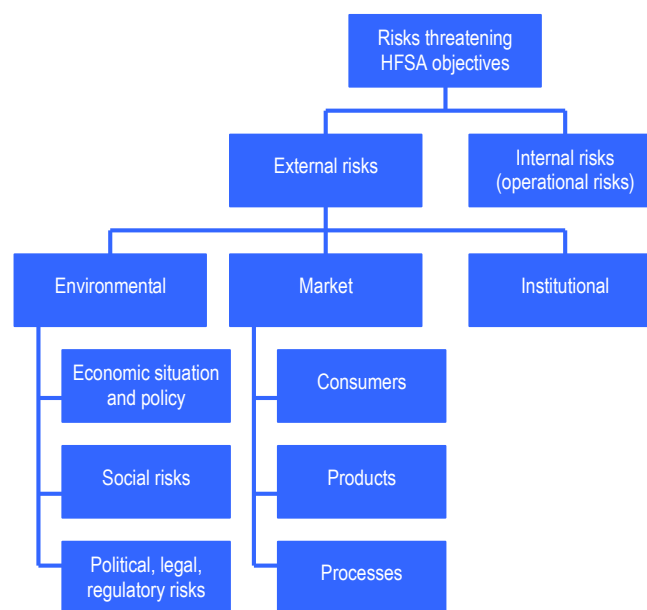 Risks threatening
HFSA objectives
External risks
Internal risks
(operational risks)
Environmental
Market
Institutional
Economic situation
and policy
Consumers
Social risks
Products
Political, legal,
regulatory risks
Processes